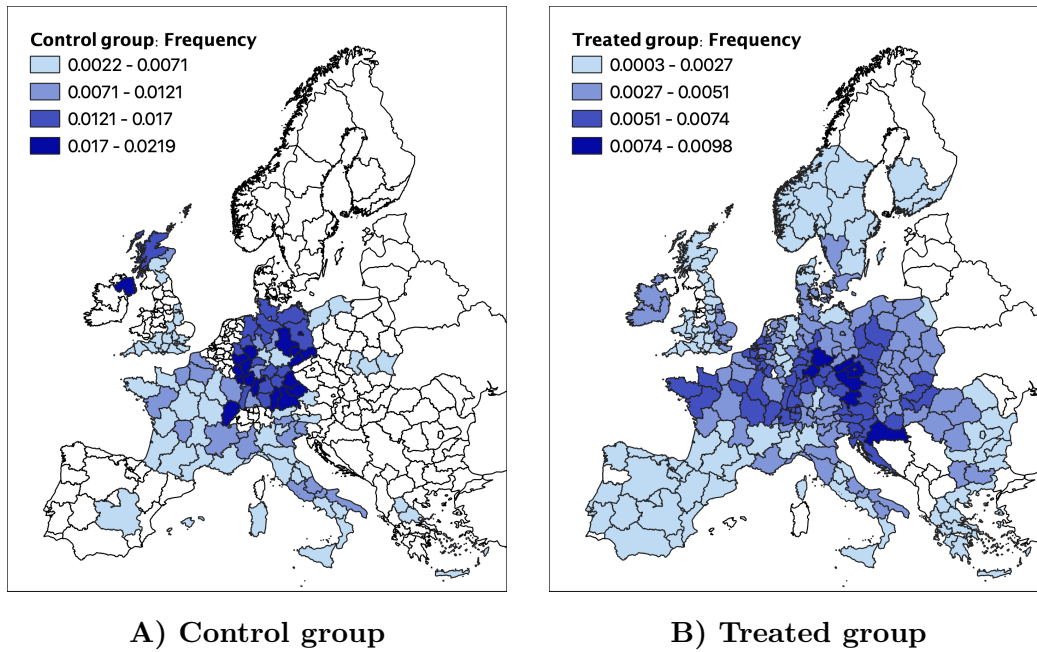 Control group: Frequency
0.0022 - 0.0071
0.0071 - 0.0121
0.0121 - 0.017
0.017 - 0.0219
Treated group: Frequency
0.0003 - 0.0027
0.0027 - 0.0051
0.0051 - 0.0074
0.0074 - 0.0098
A) Control group
B) Treated group